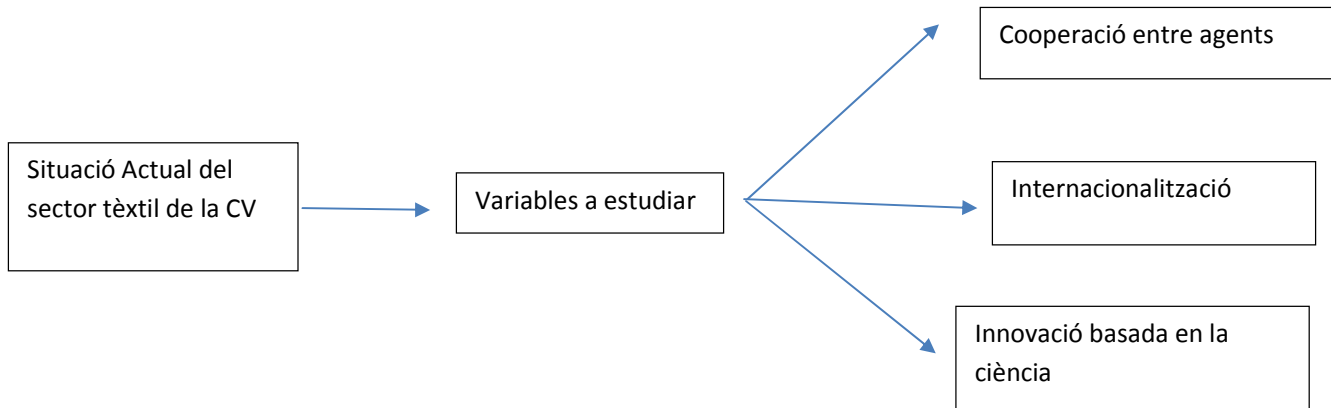 Cooperació entre agents
Situació Actual del
sector tèxtil de la CV
Variables a estudiar
Internacionalització
Innovació basada en la
ciència